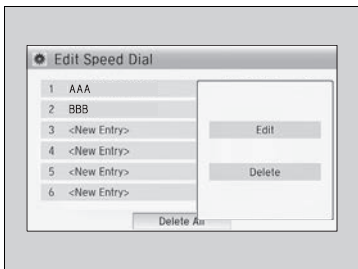 Edit Speed Dial
1 AAA
2 BBB
3 <New Entry>
4 <New Entry>
5 <New Entry>
6 <New Entry>
Edit
Delete
Delete All